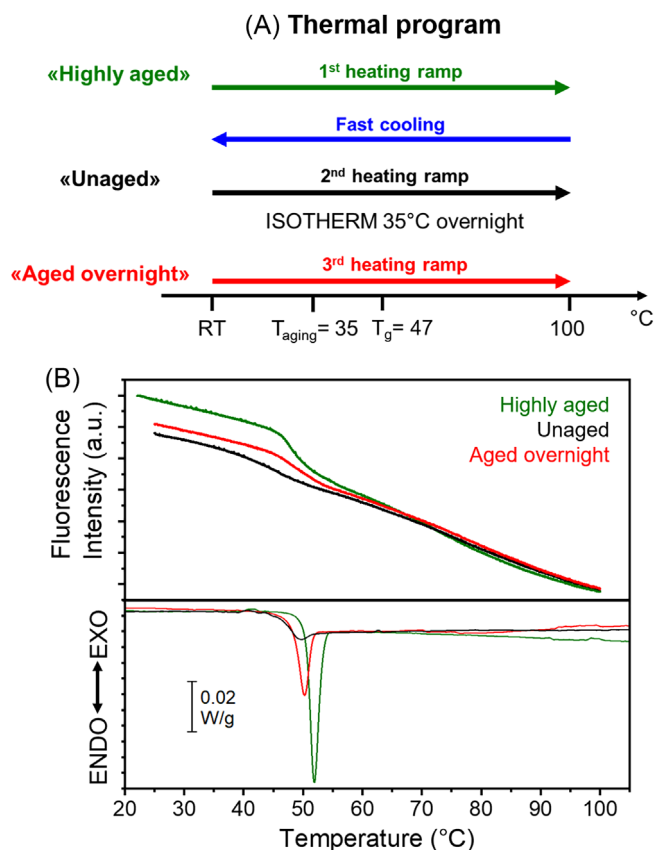 (A) Thermal program
«Highly aged»
1st heating ramp
Fast cooling
«Unaged»
2nd heating ramp
ISOTHERM 35°C overnight
«Aged overnight»
3rd heating ramp
°C
RT
Taging= 35
Tg= 47
100
(B)
Fluorescence
Intensity (a.u.)
Highly aged
Unaged
Aged overnight
ENDO
EXO
0.02
W/g
20 30 40 50 60 70 80 90 100
Temperature (°C)